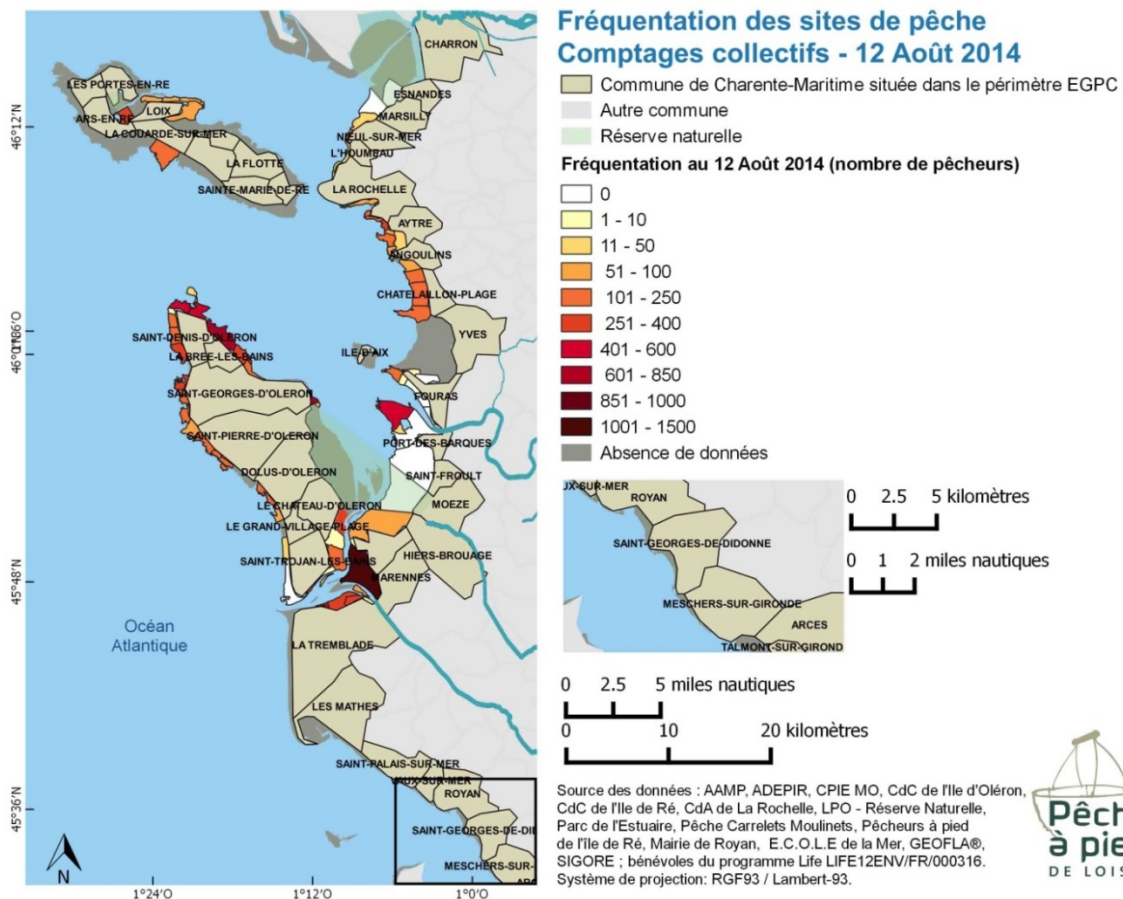 Fréquentation des sites de pêche
Comptages collectifs - 12 Août 2014
Commune de Charente-Maritime située dans le périmètre EGPC
Autre commune
Réserve naturelle
Fréquentation au 12 Août 2014 (nombre de pêcheurs)
0
1 - 10
11 - 50
51 - 100
101 - 250
251 - 400
401 - 600
601 - 850
851 - 1000
1001 - 1500
Absence de données
CHARRON
ESNANDES
MARSILLY
NIEUL-SUR-MER
L'HOUMEAU
LA ROCHELLE
AYTRE
ANGOULINS
CHATELAILLON-PLAGE
YVES
ILE-D'AIX
FOURAS
PORT-DES-BARQUES
SAINT-FROULT
MOEZE
HIERS-BROUAGE
MARENNES
LES PORTES-EN-RE
ARS-EN-RE
LOIX
LA COUARDE-SUR-MER
LA FLOTTE
SAINTE-MARIE-DE-RE
SAINT-DENIS-D'OLERON
LA BREE-LES-BAINS
SAINT-GEORGES-D'OLERON
SAINT-PIERRE-D'OLERON
DOLUS-D'OLERON
LE CHATEAU-D'OLERON
LE GRAND-VILLAGE-PLAGE
SAINT-TROJAN-LES-BAINS
LA TREMBLADE
LES MATHES
SAINT-PALAIS-SUR-MER
VAUX-SUR-MER
ROYAN
SAINT-GEORGES-DE-DI
MESCHERS-SUR-
Océan
Atlantique
46°12'N
45°48'N
45°36'N
N
1°24'O
1°12'O
1°0'O
UX-SUR-MER
ROYAN
SAINT-GEORGES-DE-DIDONNE
MESCHERS-SUR-GIRONDE
ARCES
TALMONT-SUR-GIROND
0 2.5 5 kilomètres
0 1 2 miles nautiques
0 2.5 5 miles nautiques
0 10 20 kilomètres
Source des données : AAMP, ADEPIR, CPIE MO, CdC de l'Ile d'Oléron,
CdC de l'Ile de Ré, CdA de La Rochelle, LPO - Réserve Naturelle,
Parc de l'Estuaire, Pêche Carrelets Moulinets, Pêcheurs à pied
de l'île de Ré, Mairie de Royan, E.C.O.L.E de la Mer, GEOFLA®,
SIGORE ; bénévoles du programme Life LIFE12ENV/FR/000316.
Système de projection: RGF93 / Lambert-93.
Pêch
à pie
DE LOIS